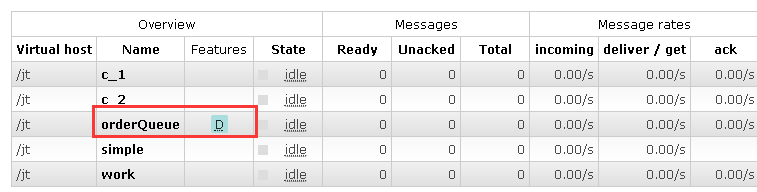 Overview Messages Message rates
Virtual host Name Features State Ready Unacked Total incoming deliver / get ack
/jt c_1 idle 0 0 0 0.00/s 0.00/s 0.00/s
/jt c_2 idle 0 0 0 0.00/s 0.00/s 0.00/s
/jt orderQueue D idle 0 0 0 0.00/s 0.00/s 0.00/s
/jt simple idle 0 0 0 0.00/s 0.00/s 0.00/s
/jt work idle 0 0 0 0.00/s 0.00/s 0.00/s